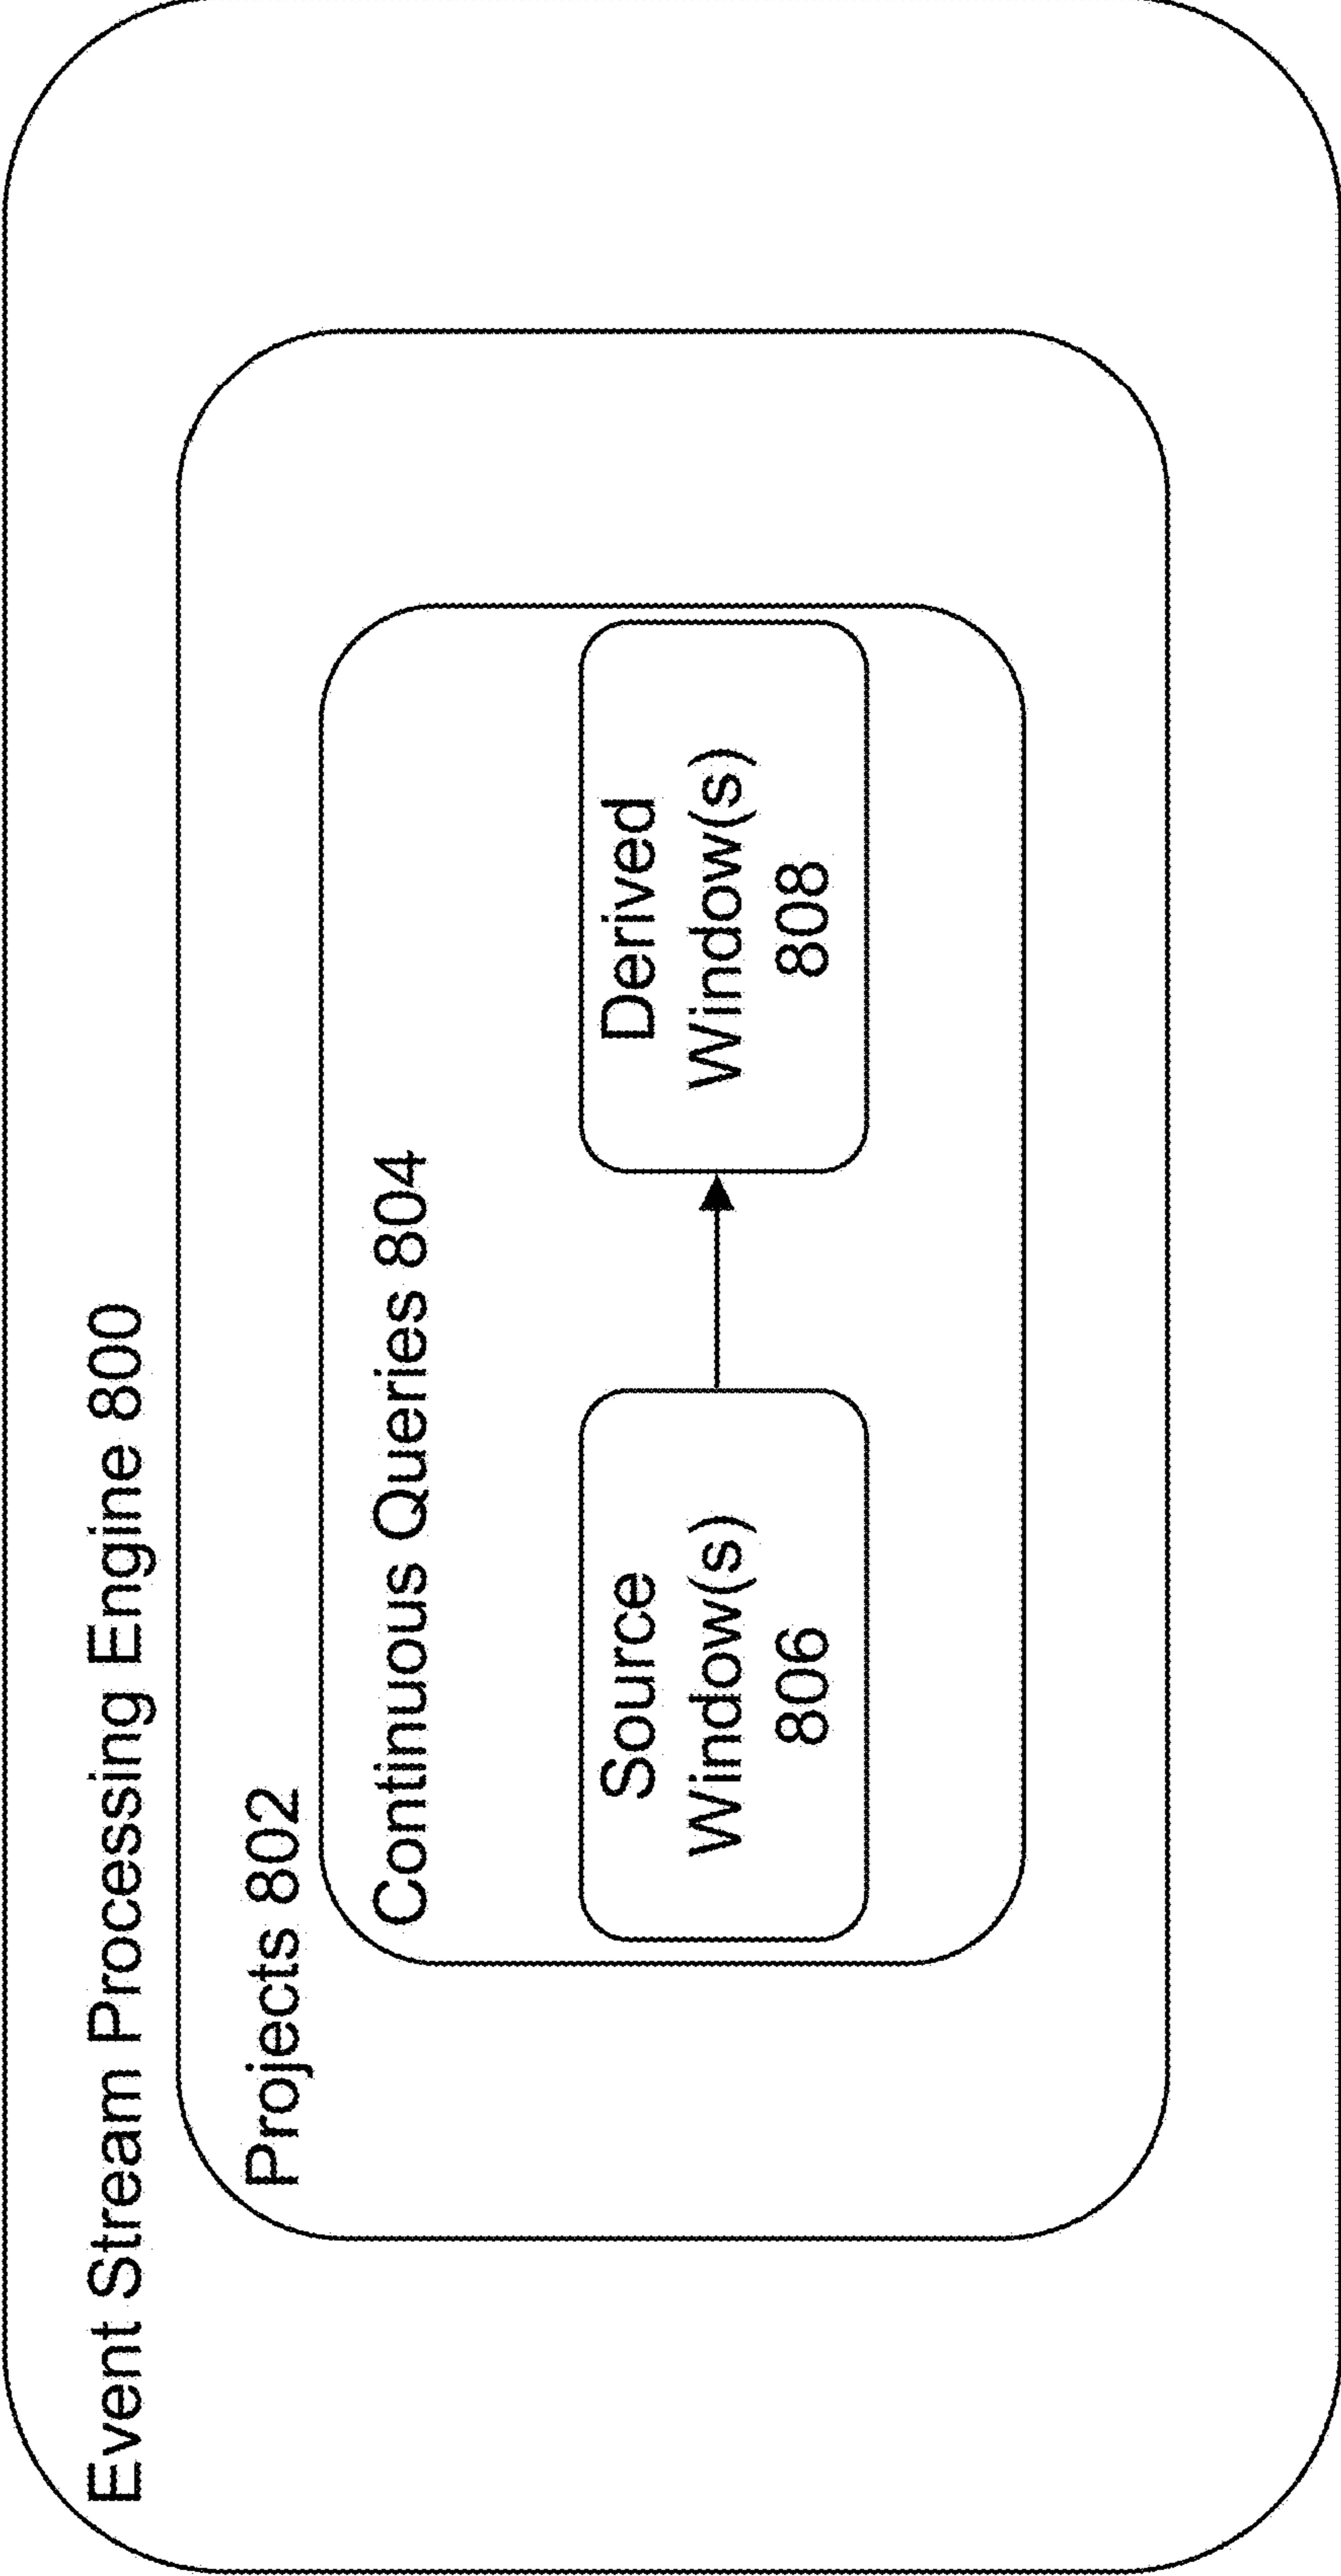 Event Stream Processing Engine 800
Projects 802
Continuous Queries 804
Source
Window(s)
806
Derived
Window(s)
808